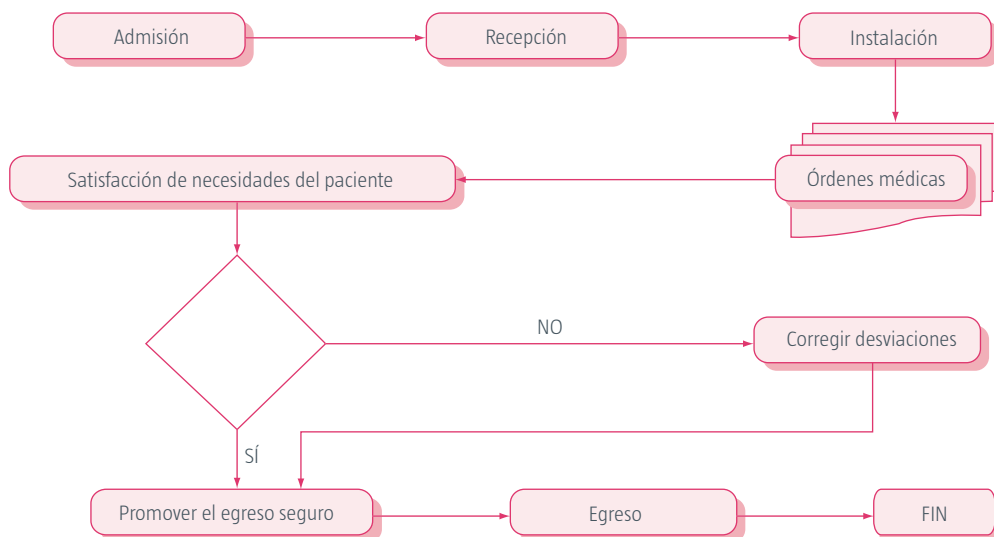 Admisión
Recepción
Instalación
Órdenes médicas
Satisfacción de necesidades del paciente
NO
Corregir desviaciones
SÍ
Promover el egreso seguro
Egreso
FIN